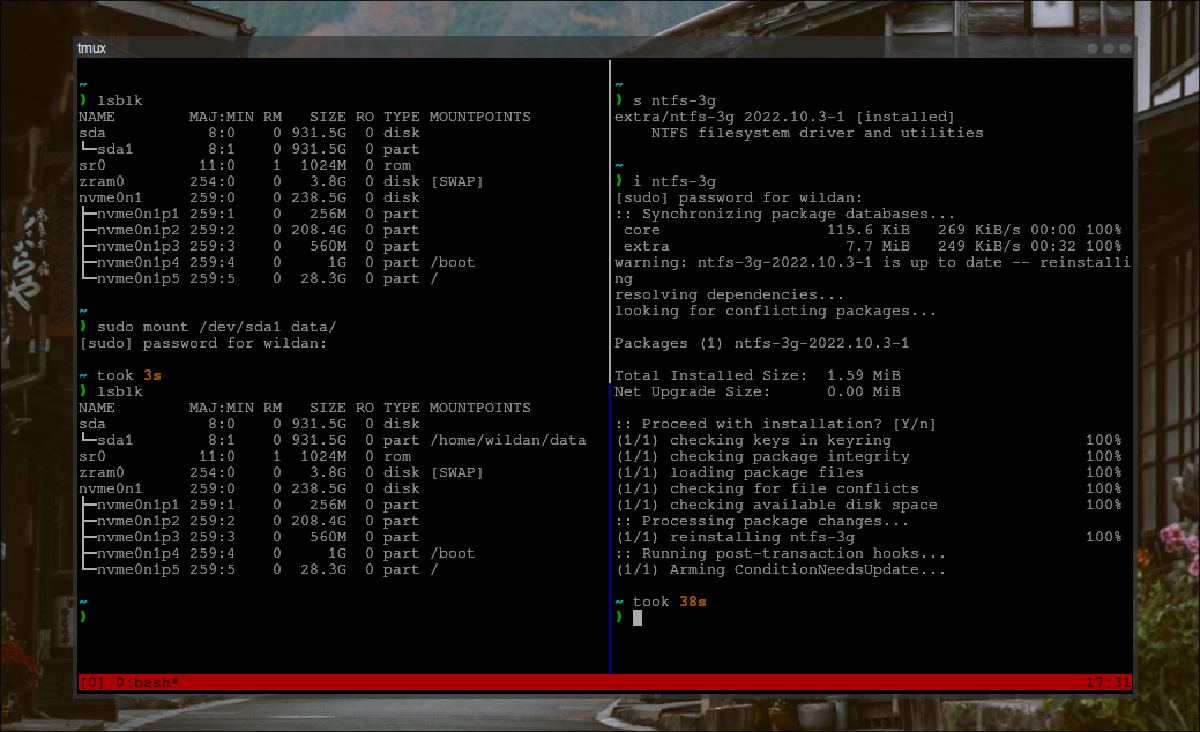 tmux
~
❯ lsblk
NAME        MAJ:MIN RM   SIZE RO TYPE MOUNTPOINTS
sda           8:0    0 931.5G  0 disk
└─sda1        8:1    0 931.5G  0 part
sr0          11:0    1  1024M  0 rom
zram0       254:0    0   3.8G  0 disk [SWAP]
nvme0n1     259:0    0 238.5G  0 disk
├─nvme0n1p1 259:1    0   256M  0 part
├─nvme0n1p2 259:2    0 208.4G  0 part
├─nvme0n1p3 259:3    0   560M  0 part
├─nvme0n1p4 259:4    0     1G  0 part /boot
└─nvme0n1p5 259:5    0  28.3G  0 part /
~
❯ sudo mount /dev/sda1 data/
[sudo] password for wildan:
~ took 3s
❯ lsblk
NAME        MAJ:MIN RM   SIZE RO TYPE MOUNTPOINTS
sda           8:0    0 931.5G  0 disk
└─sda1        8:1    0 931.5G  0 part /home/wildan/data
sr0          11:0    1  1024M  0 rom
zram0       254:0    0   3.8G  0 disk [SWAP]
nvme0n1     259:0    0 238.5G  0 disk
├─nvme0n1p1 259:1    0   256M  0 part
├─nvme0n1p2 259:2    0 208.4G  0 part
├─nvme0n1p3 259:3    0   560M  0 part
├─nvme0n1p4 259:4    0     1G  0 part /boot
└─nvme0n1p5 259:5    0  28.3G  0 part /
~
❯
~
❯ s ntfs-3g
extra/ntfs-3g 2022.10.3-1 [installed]
    NTFS filesystem driver and utilities
~
❯ i ntfs-3g
[sudo] password for wildan:
:: Synchronizing package databases...
 core                  115.6 KiB   269 KiB/s 00:00 100%
 extra                   7.7 MiB   249 KiB/s 00:32 100%
warning: ntfs-3g-2022.10.3-1 is up to date -- reinstalli
ng
resolving dependencies...
looking for conflicting packages...
Packages (1) ntfs-3g-2022.10.3-1
Total Installed Size:  1.59 MiB
Net Upgrade Size:      0.00 MiB
:: Proceed with installation? [Y/n]
(1/1) checking keys in keyring                     100%
(1/1) checking package integrity                   100%
(1/1) loading package files                        100%
(1/1) checking for file conflicts                  100%
(1/1) checking available disk space                100%
:: Processing package changes...
(1/1) reinstalling ntfs-3g                         100%
:: Running post-transaction hooks...
(1/1) Arming ConditionNeedsUpdate...
~ took 38s
❯
[0] 0:bash*                                        17:31